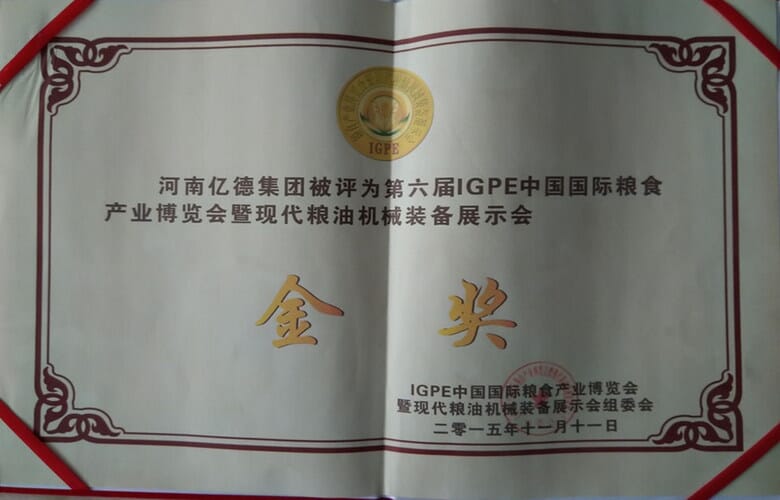 IGPE
河南亿德集团被评为第六届IGPE中国国际粮食
产业博览会暨现代粮油机械装备展示会
金奖
IGPE中国国际粮食产业博览会
暨现代粮油机械装备展示会组委会
二零一五年十一月十一日